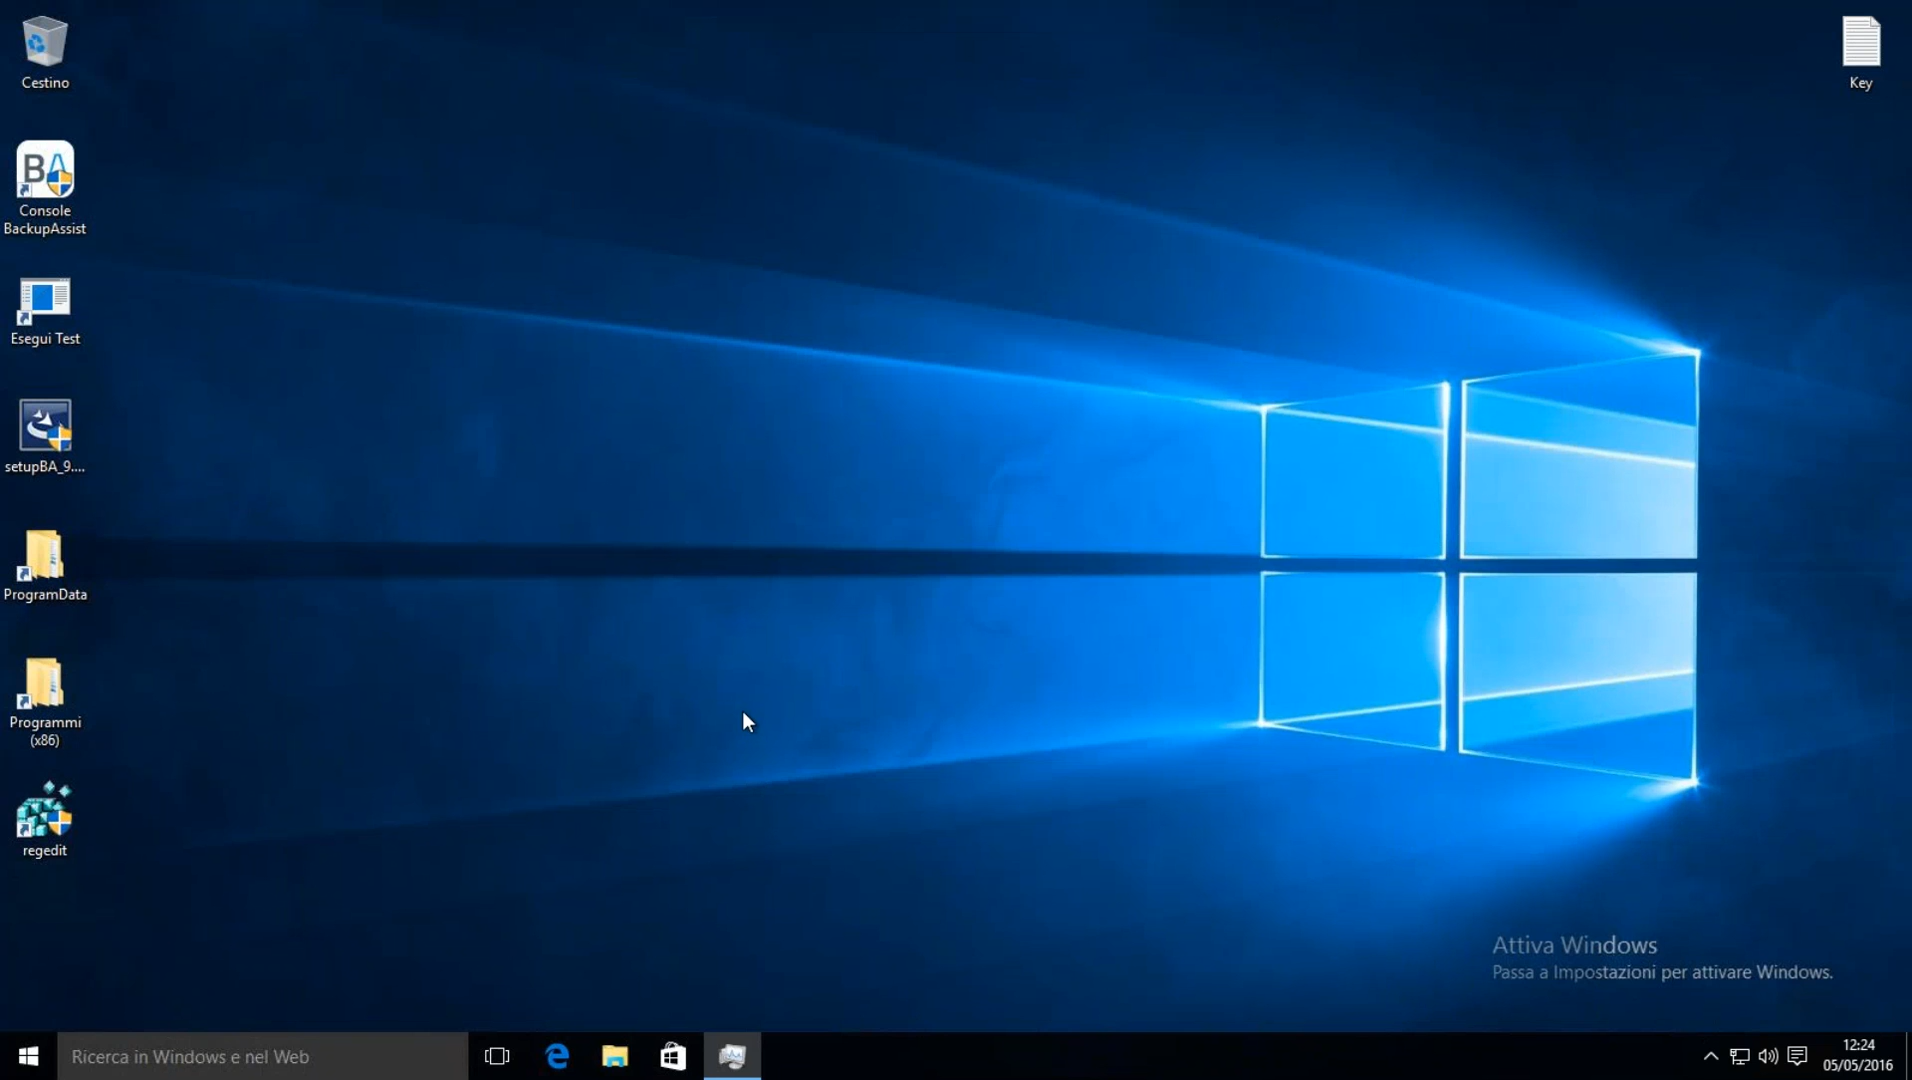 Cestino
Key
BA
Console
BackupAssist
Esegui Test
setupBA_9....
ProgramData
Programmi
(x86)
regedit
Attiva Windows
Passa a Impostazioni per attivare Windows.
Ricerca in Windows e nel Web
12:24
05/05/2016